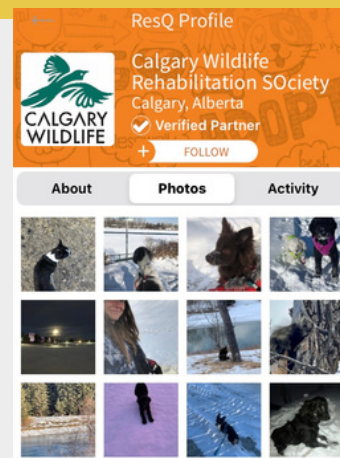 ResQ Profile
Calgary Wildlife
Rehabilitation SOciety
Calgary, Alberta
Verified Partner
+ FOLLOW
CALGARY
WILDLIFE
About Photos Activity